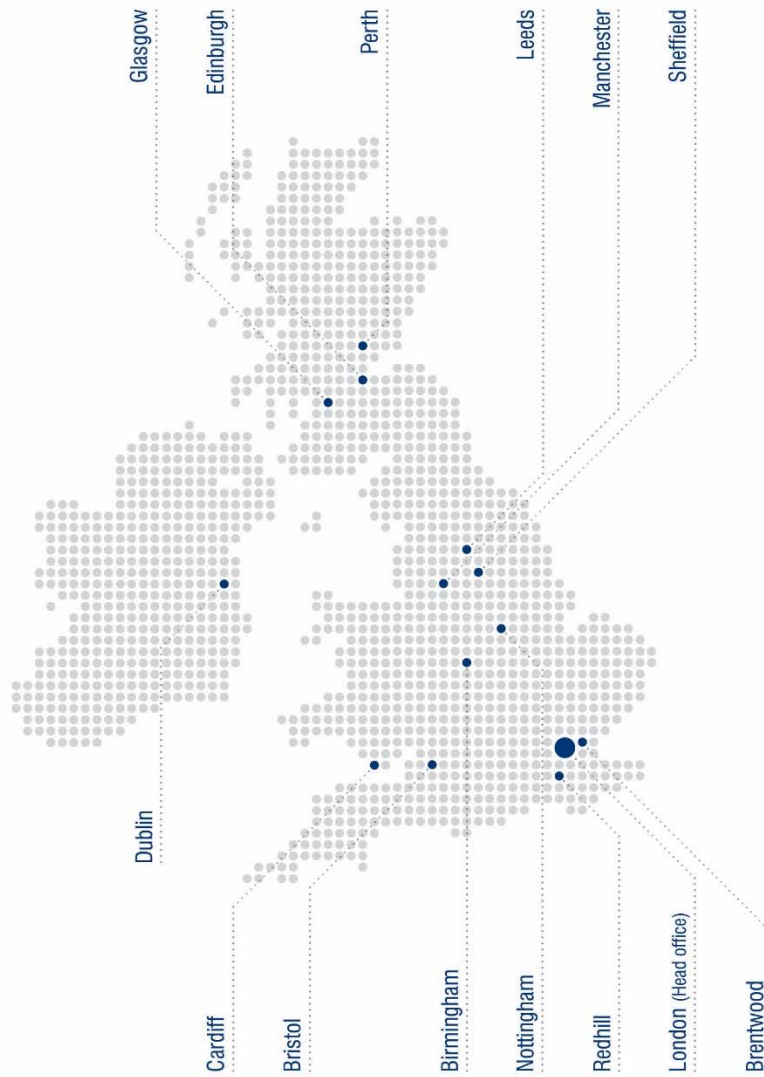 Glasgow
Edinburgh
Perth
Leeds
Manchester
Sheffield
Dublin
Cardiff
Bristol
Birmingham
Nottingham
Redhill
London (Head office)
Brentwood